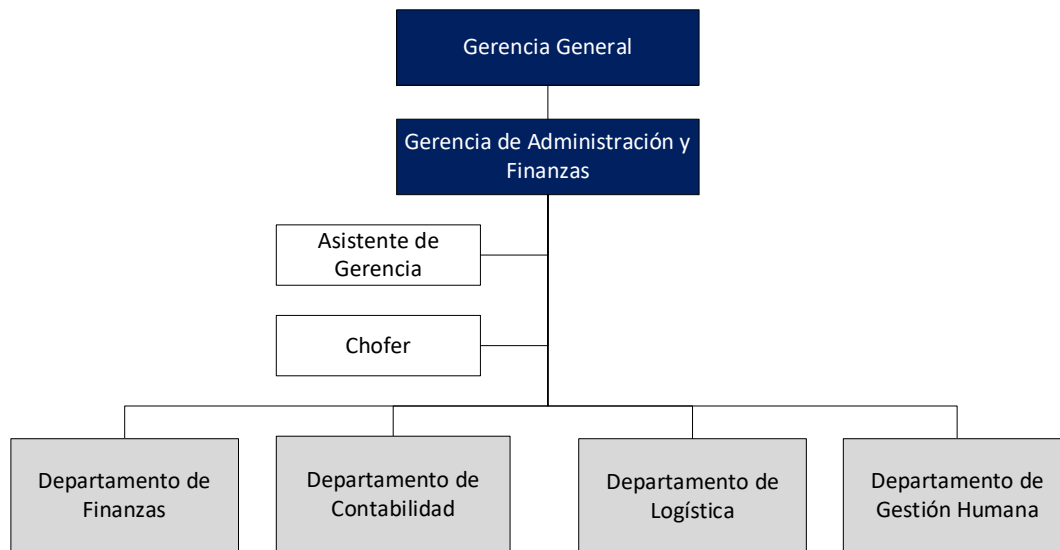 Gerencia General
Gerencia de Administración y
Finanzas
Asistente de
Gerencia
Chofer
Departamento de
Finanzas
Departamento de
Contabilidad
Departamento de
Logística
Departamento de
Gestión Humana